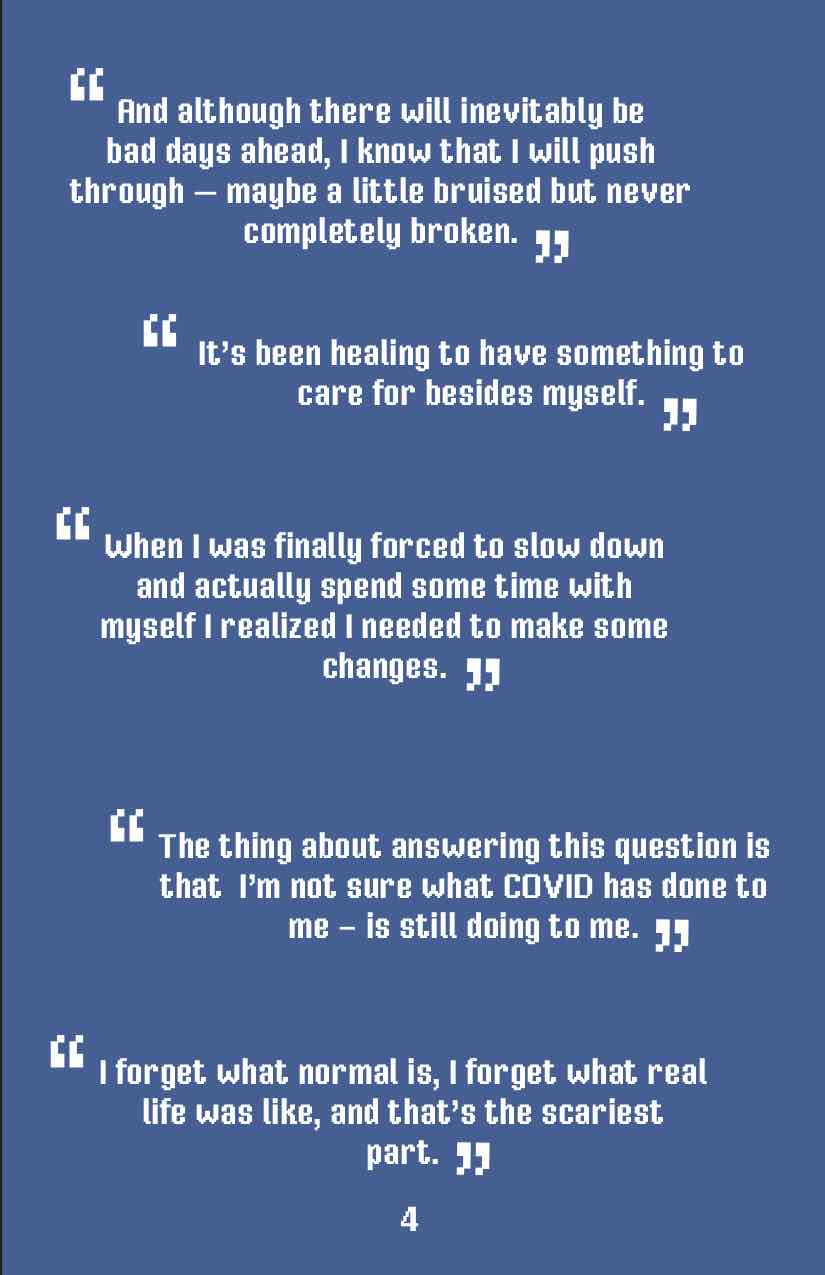 “ And although there will inevitably be
bad days ahead, I know that I will push
through — maybe a little bruised but never
completely broken. ”
“ It’s been healing to have something to
care for besides myself. ”
“ When I was finally forced to slow down
and actually spend some time with
myself I realized I needed to make some
changes. ”
“ The thing about answering this question is
that  I’m not sure what COVID has done to
me – is still doing to me. ”
“ I forget what normal is, I forget what real
life was like, and that’s the scariest
part. ”
4